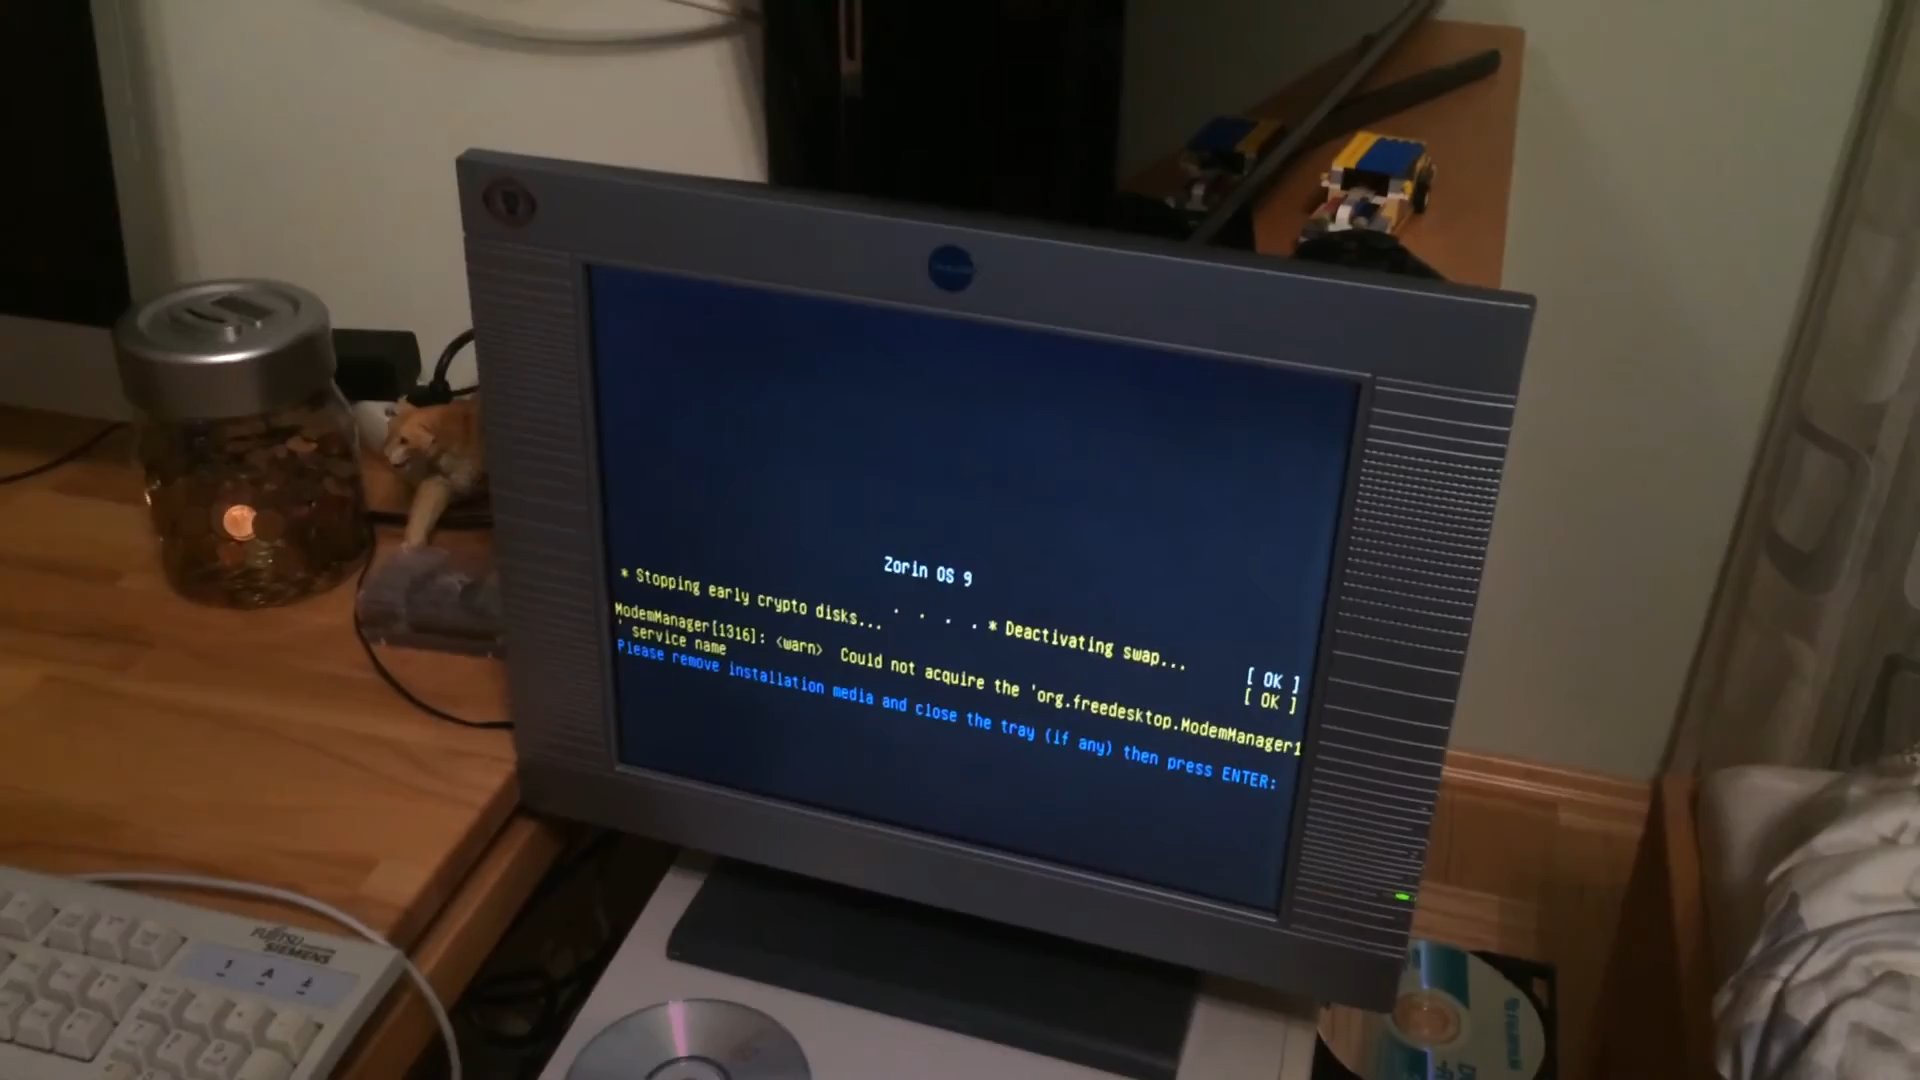 Zorin OS 9
* Stopping early crypto disks...
. . . . * Deactivating swap...
[ OK ]
[ OK ]
ModemManager[1316]: <warn> Could not acquire the 'org.freedesktop.ModemManager1
' service name
Please remove installation media and close the tray (if any) then press ENTER:
FUJITSU
SIEMENS
1 A